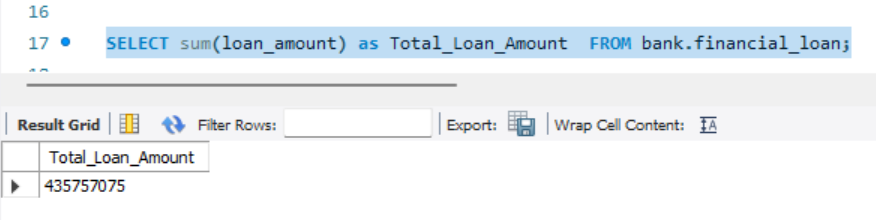 16
17 SELECT sum(loan_amount) as Total_Loan_Amount FROM bank.financial_loan;
Result Grid Filter Rows: Export: Wrap Cell Content:
Total_Loan_Amount
435757075